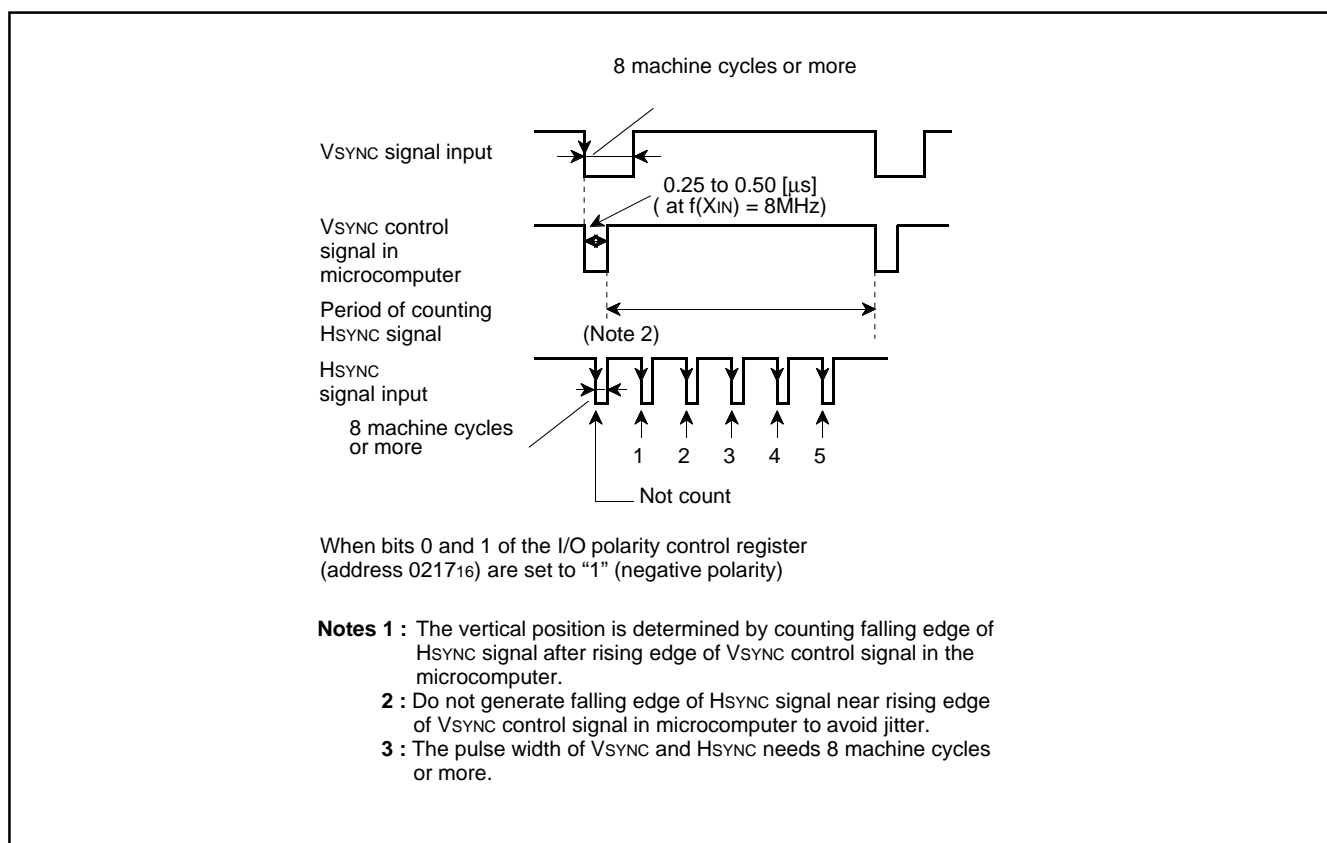 8 machine cycles or more
VSYNC signal input
0.25 to 0.50 [μs]
( at f(XIN) = 8MHz)
VSYNC control
signal in
microcomputer
Period of counting
HSYNC signal
(Note 2)
HSYNC
signal input
8 machine cycles
or more
1 2 3 4 5
Not count
When bits 0 and 1 of the I/O polarity control register
(address 021716) are set to “1” (negative polarity)
Notes 1 : The vertical position is determined by counting falling edge of
HSYNC signal after rising edge of VSYNC control signal in the
microcomputer.
2 : Do not generate falling edge of HSYNC signal near rising edge
of VSYNC control signal in microcomputer to avoid jitter.
3 : The pulse width of VSYNC and HSYNC needs 8 machine cycles
or more.